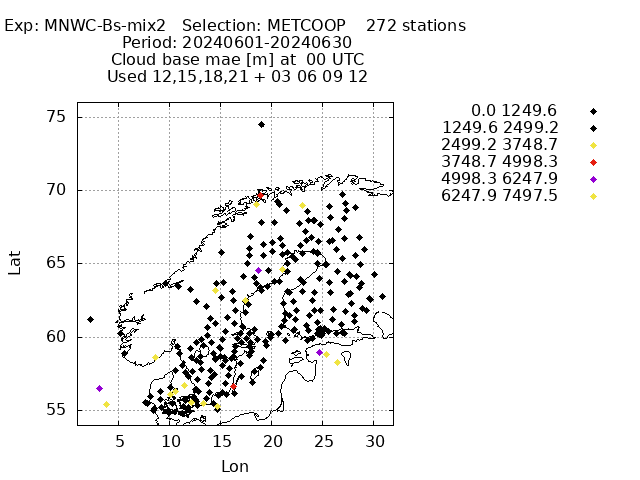 Exp: MNWC-Bs-mix2   Selection: METCOOP    272 stations
Period: 20240601-20240630
Cloud base mae [m] at  00 UTC
Used 12,15,18,21 + 03 06 09 12
0.0 1249.6
1249.6 2499.2
2499.2 3748.7
3748.7 4998.3
4998.3 6247.9
6247.9 7497.5
75
70
65
60
55
Lat
5 10 15 20 25 30
Lon